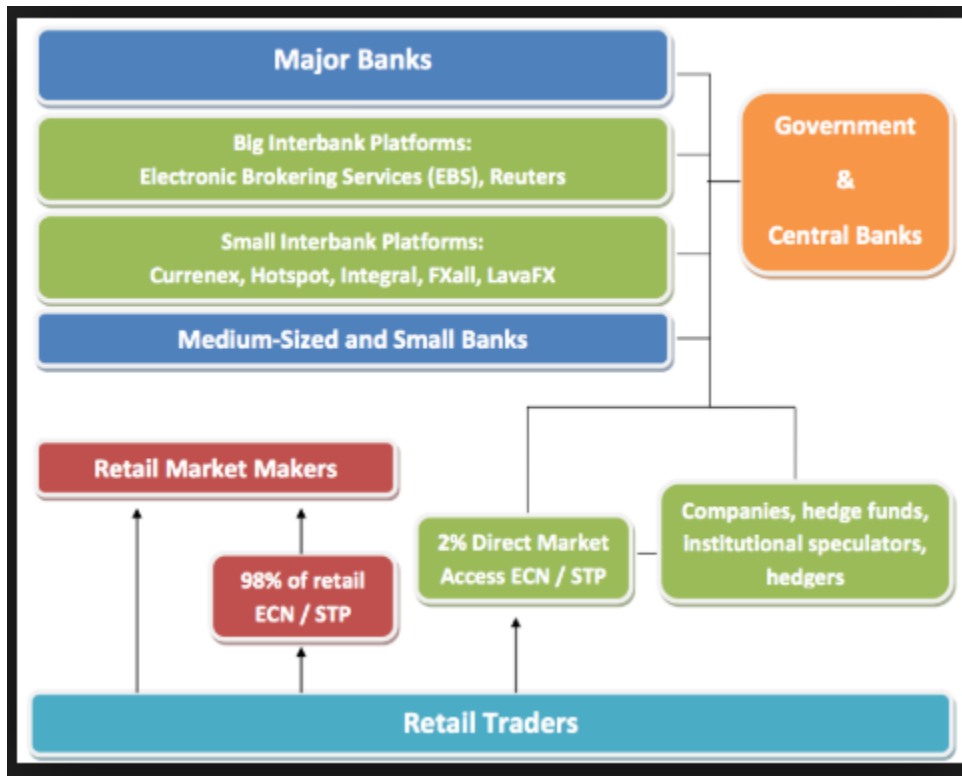 Major Banks
Big Interbank Platforms:
Electronic Brokering Services (EBS), Reuters
Small Interbank Platforms:
Currenex, Hotspot, Integral, FXall, LavaFX
Medium-Sized and Small Banks
Government
&
Central Banks
Retail Market Makers
98% of retail
ECN / STP
2% Direct Market
Access ECN / STP
Companies, hedge funds,
institutional speculators,
hedgers
Retail Traders